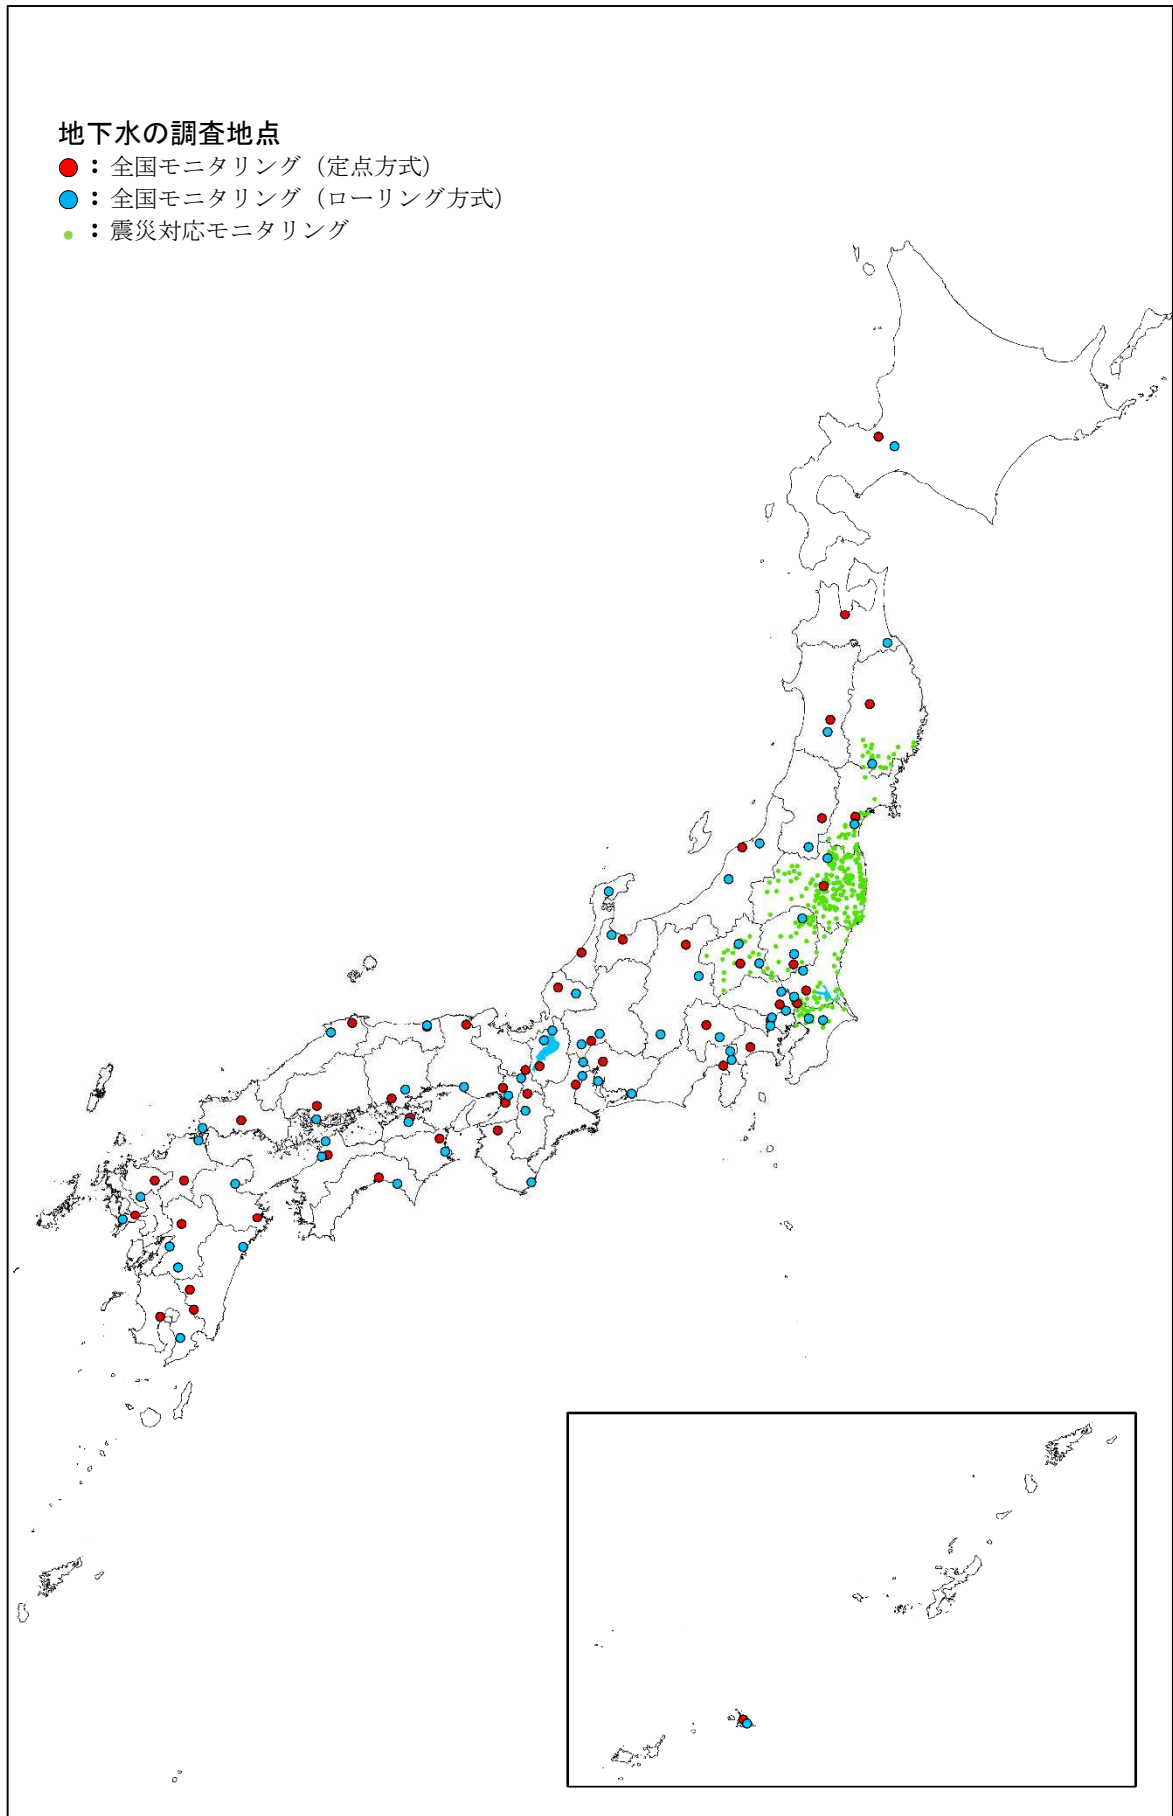 地下水の調査地点
：全国モニタリング（定点方式）
：全国モニタリング（ローリング方式）
：震災対応モニタリング